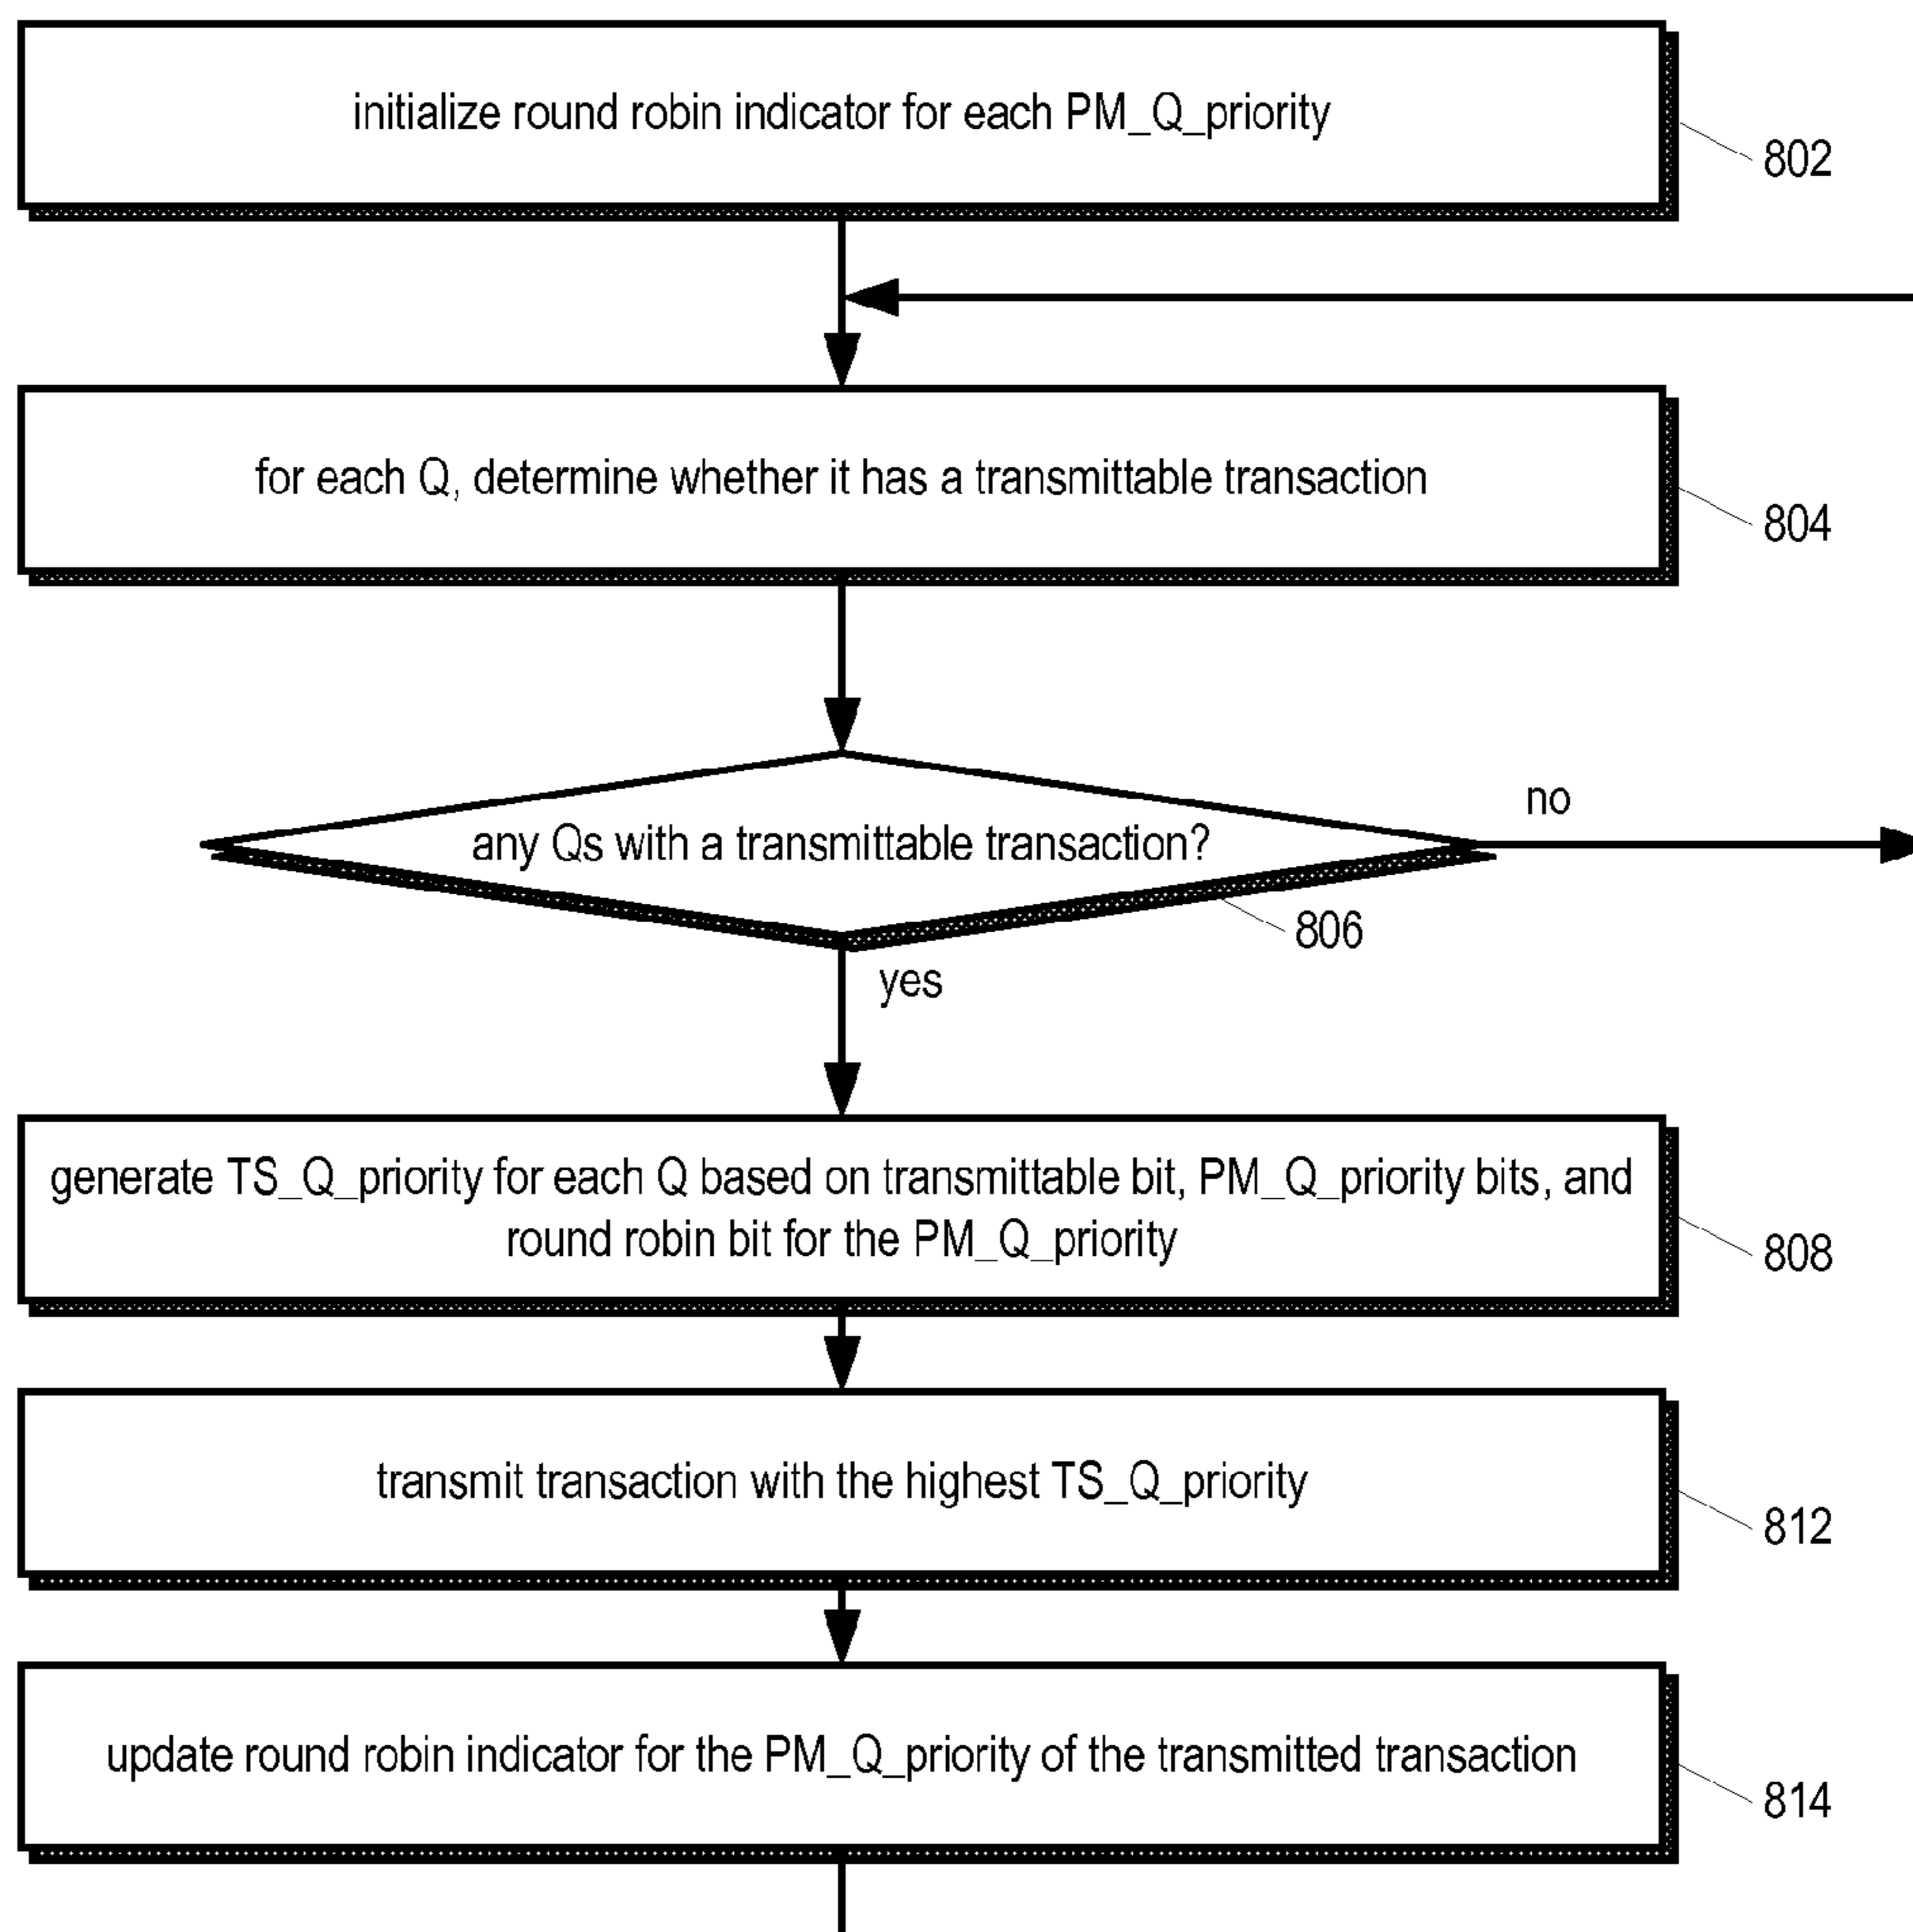 initialize round robin indicator for each PM_Q_priority
802
for each Q, determine whether it has a transmittable transaction
804
no
any Qs with a transmittable transaction?
806
yes
generate TS_Q_priority for each Q based on transmittable bit, PM_Q_priority bits, and
round robin bit for the PM_Q_priority
808
transmit transaction with the highest TS_Q_priority
812
update round robin indicator for the PM_Q_priority of the transmitted transaction
814